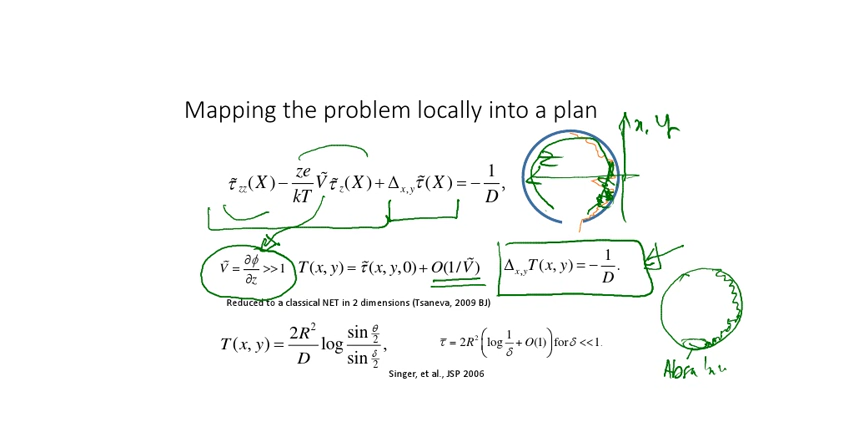 Mapping the problem locally into a plan
x, y
z
τ̃_zz(X) − (ze/kT) Ṽ τ̃_z(X) + Δ_x,y τ̃(X) = −1/D,
Ṽ = ∂φ/∂z >> 1 T(x, y) = τ̃(x, y, 0) + O(1/Ṽ) Δ_x,y T(x, y) = −1/D.
Reduced to a classical NET in 2 dimensions (Tsaneva, 2009 BJ)
T(x, y) = (2R²/D) log (sin θ/2 / sin δ/2), τ̄ = 2R² (log 1/δ + O(1)) for δ << 1.
Singer, et al., JSP 2006